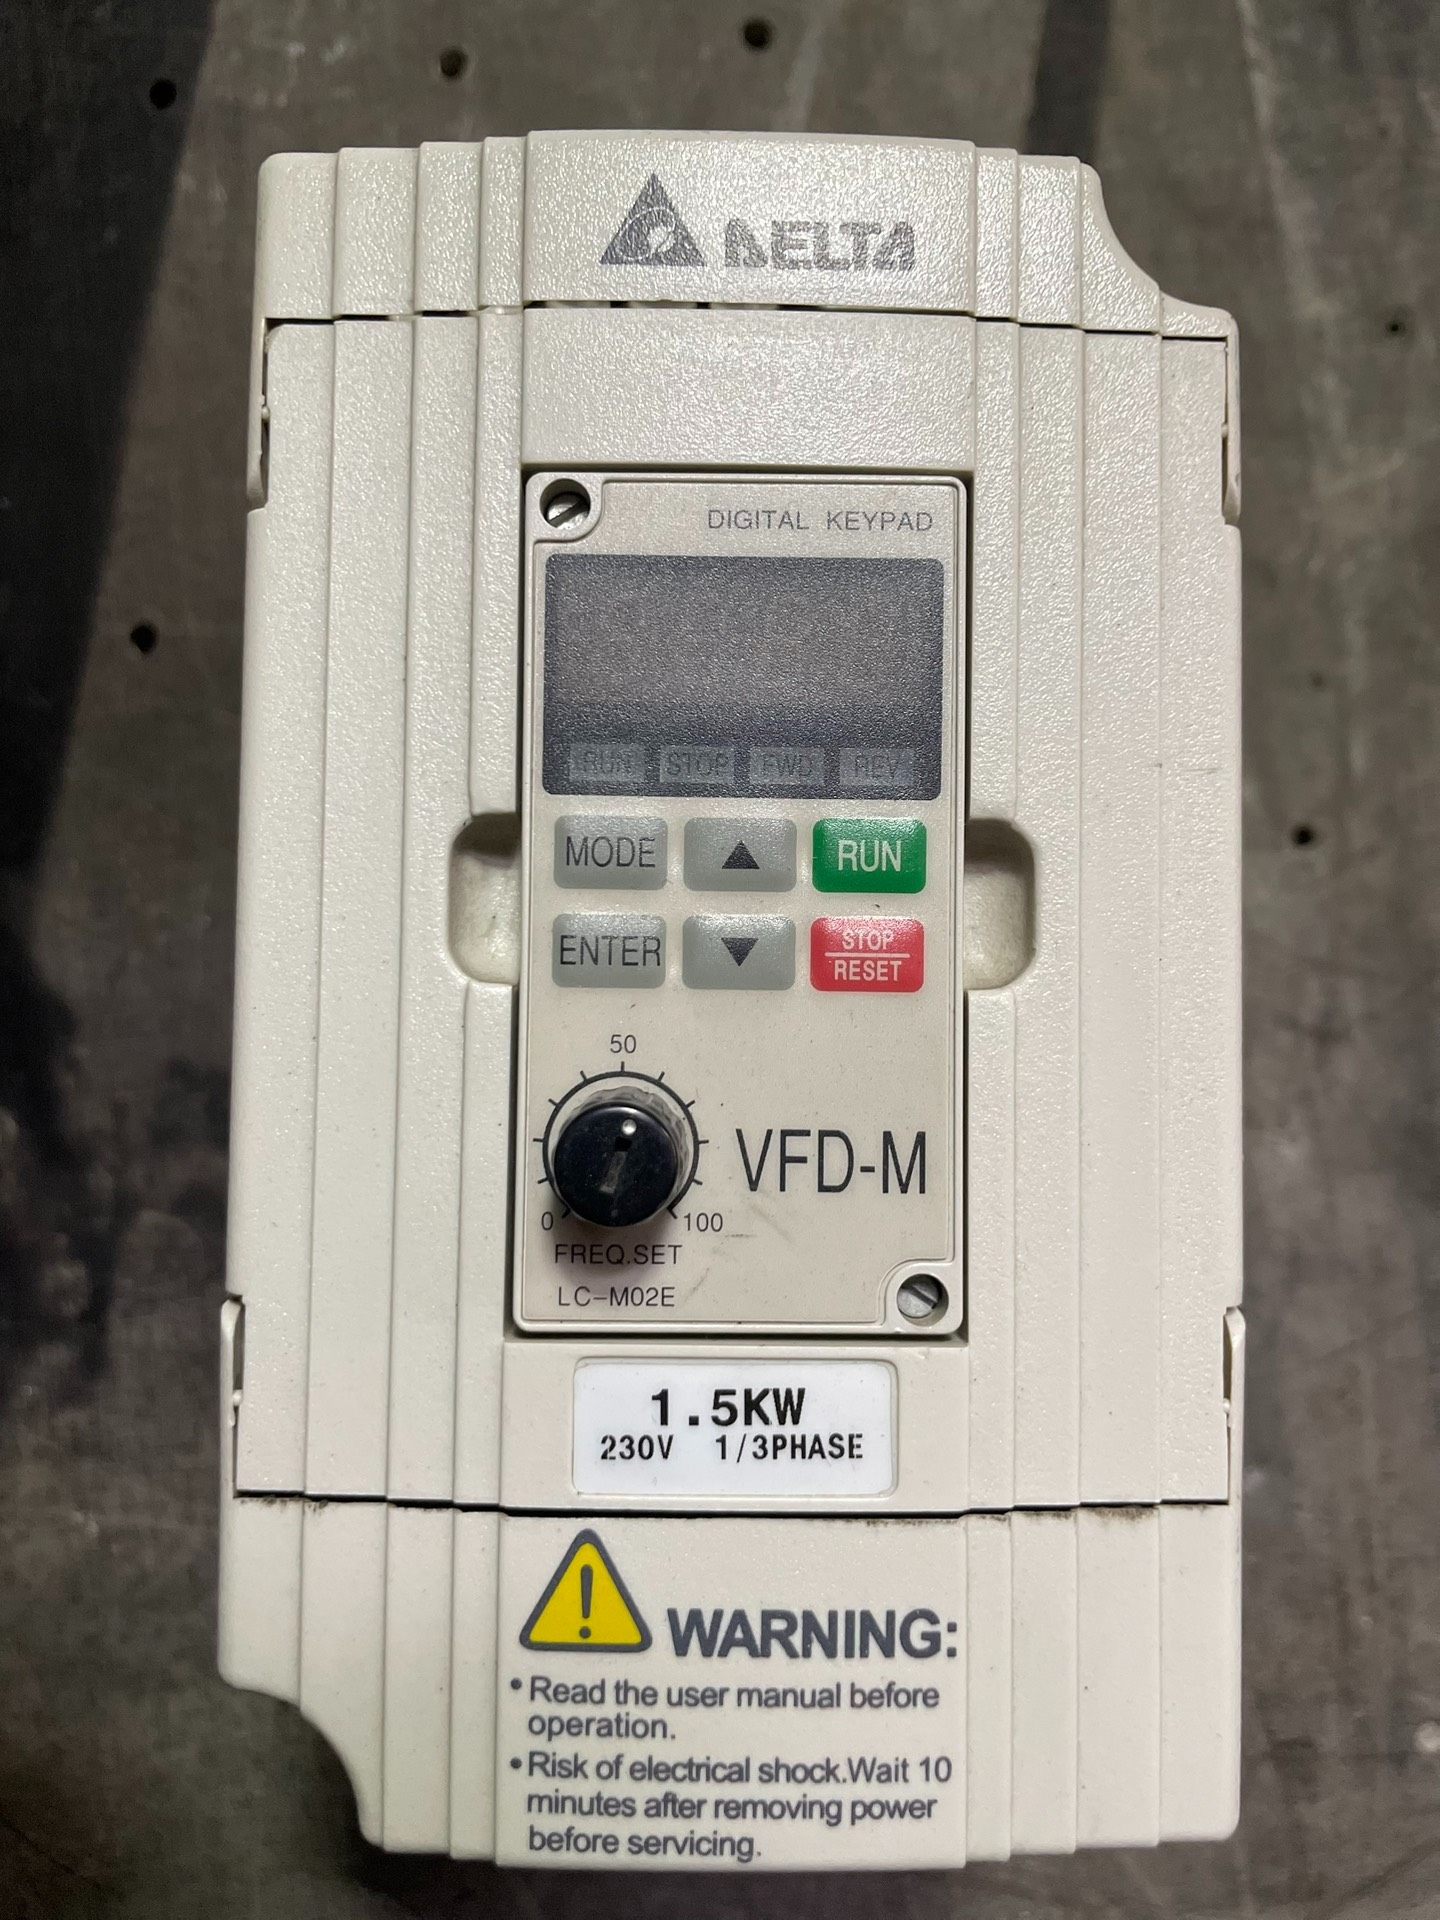 DELTA
DIGITAL KEYPAD
RUN STOP FWD REV
MODE ▲ RUN
ENTER ▼ STOP
RESET
50
VFD-M
0 100
FREQ.SET
LC-M02E
1.5KW
230V 1/3PHASE
WARNING:
•Read the user manual before
operation.
•Risk of electrical shock.Wait 10
minutes after removing power
before servicing.